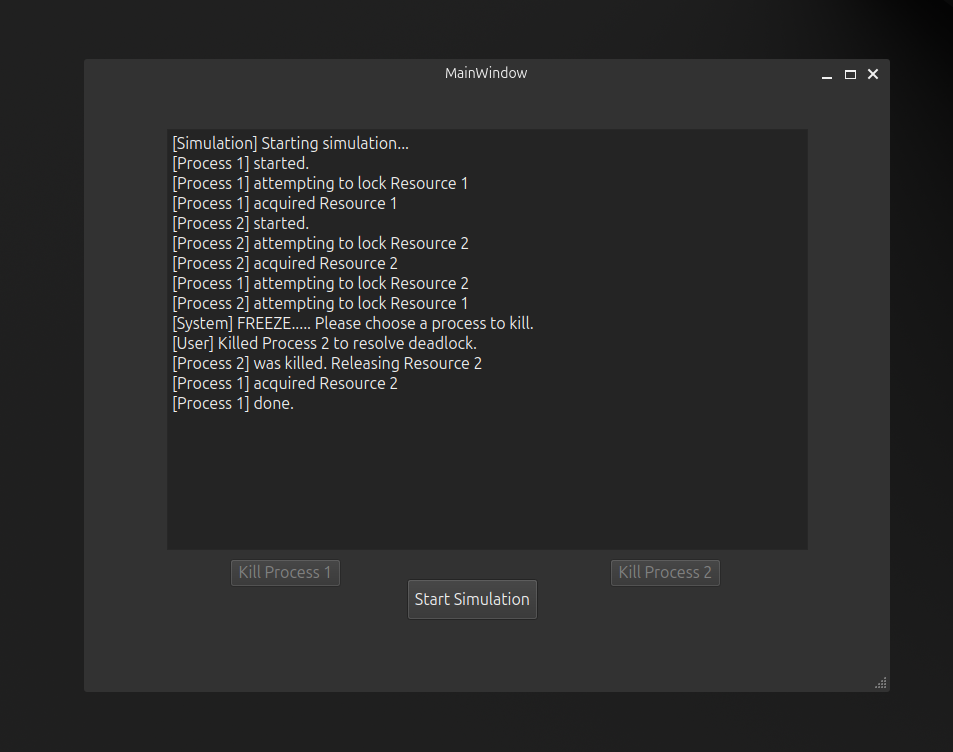 MainWindow
[Simulation] Starting simulation...
[Process 1] started.
[Process 1] attempting to lock Resource 1
[Process 1] acquired Resource 1
[Process 2] started.
[Process 2] attempting to lock Resource 2
[Process 2] acquired Resource 2
[Process 1] attempting to lock Resource 2
[Process 2] attempting to lock Resource 1
[System] FREEZE..... Please choose a process to kill.
[User] Killed Process 2 to resolve deadlock.
[Process 2] was killed. Releasing Resource 2
[Process 1] acquired Resource 2
[Process 1] done.
Kill Process 1
Kill Process 2
Start Simulation